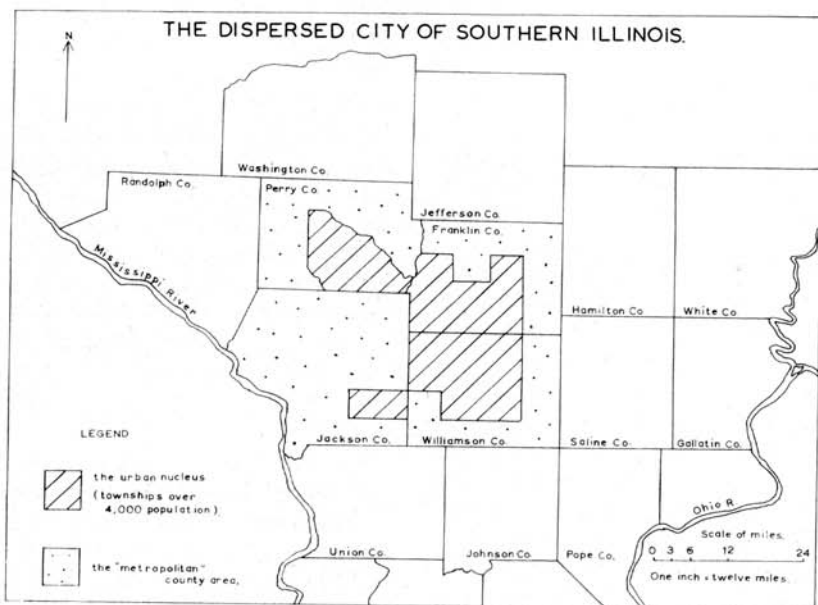 THE DISPERSED CITY OF SOUTHERN ILLINOIS.
N
Washington Co.
Randolph Co.
Perry Co.
Jefferson Co.
Franklin Co.
Mississippi River
Hamilton Co
White Co.
LEGEND
Jackson Co.
Williamson Co.
Saline Co.
Gallatin Co.
the urban nucleus
(townships over
4,000 population)
Ohio R.
Scale of miles.
Union Co.
Johnson Co.
Pope Co.
0 3 6 12 24
the "metropolitan"
county area.
One inch = twelve miles.